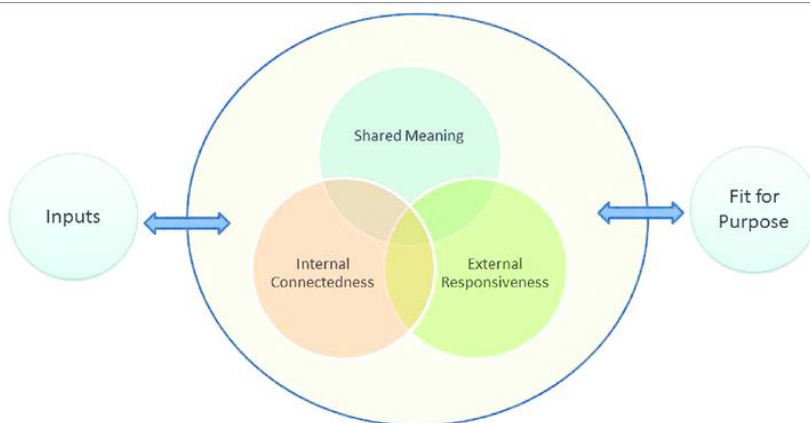 Shared Meaning
Inputs
Fit for
Purpose
Internal
Connectedness
External
Responsiveness